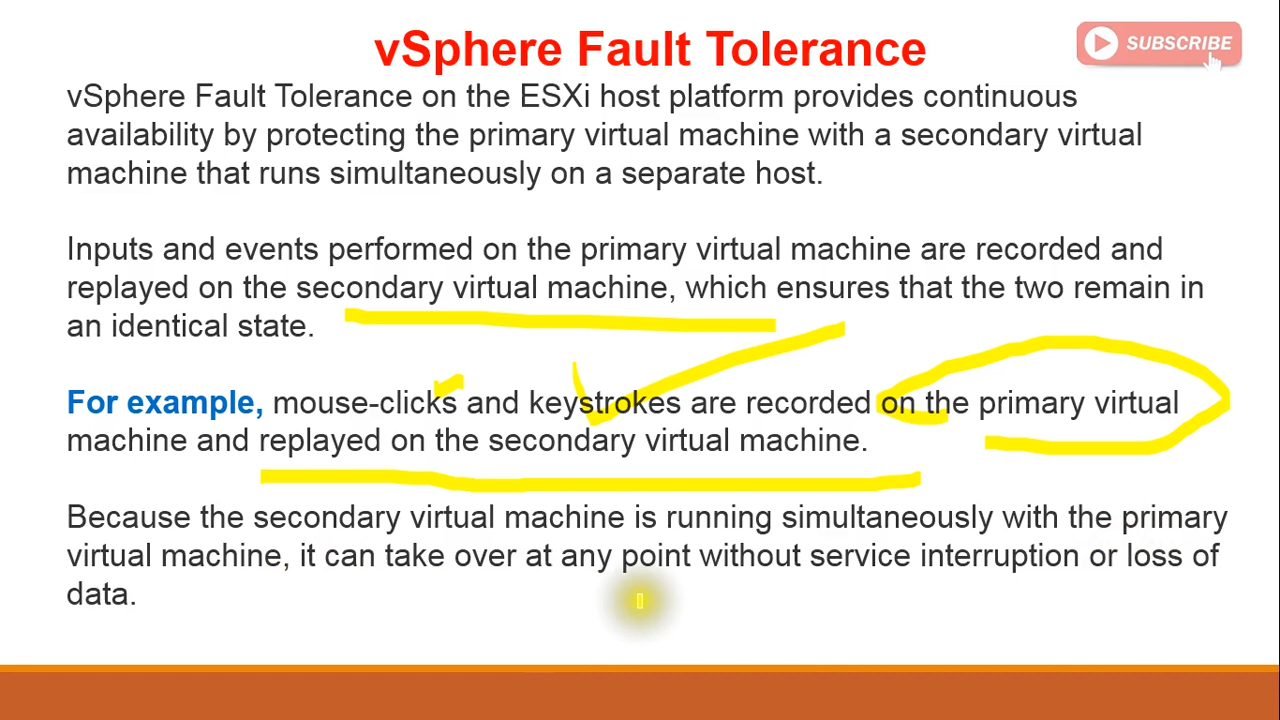 vSphere Fault Tolerance
SUBSCRIBE
vSphere Fault Tolerance on the ESXi host platform provides continuous
availability by protecting the primary virtual machine with a secondary virtual
machine that runs simultaneously on a separate host.
Inputs and events performed on the primary virtual machine are recorded and
replayed on the secondary virtual machine, which ensures that the two remain in
an identical state.
For example, mouse-clicks and keystrokes are recorded on the primary virtual
machine and replayed on the secondary virtual machine.
Because the secondary virtual machine is running simultaneously with the primary
virtual machine, it can take over at any point without service interruption or loss of
data.